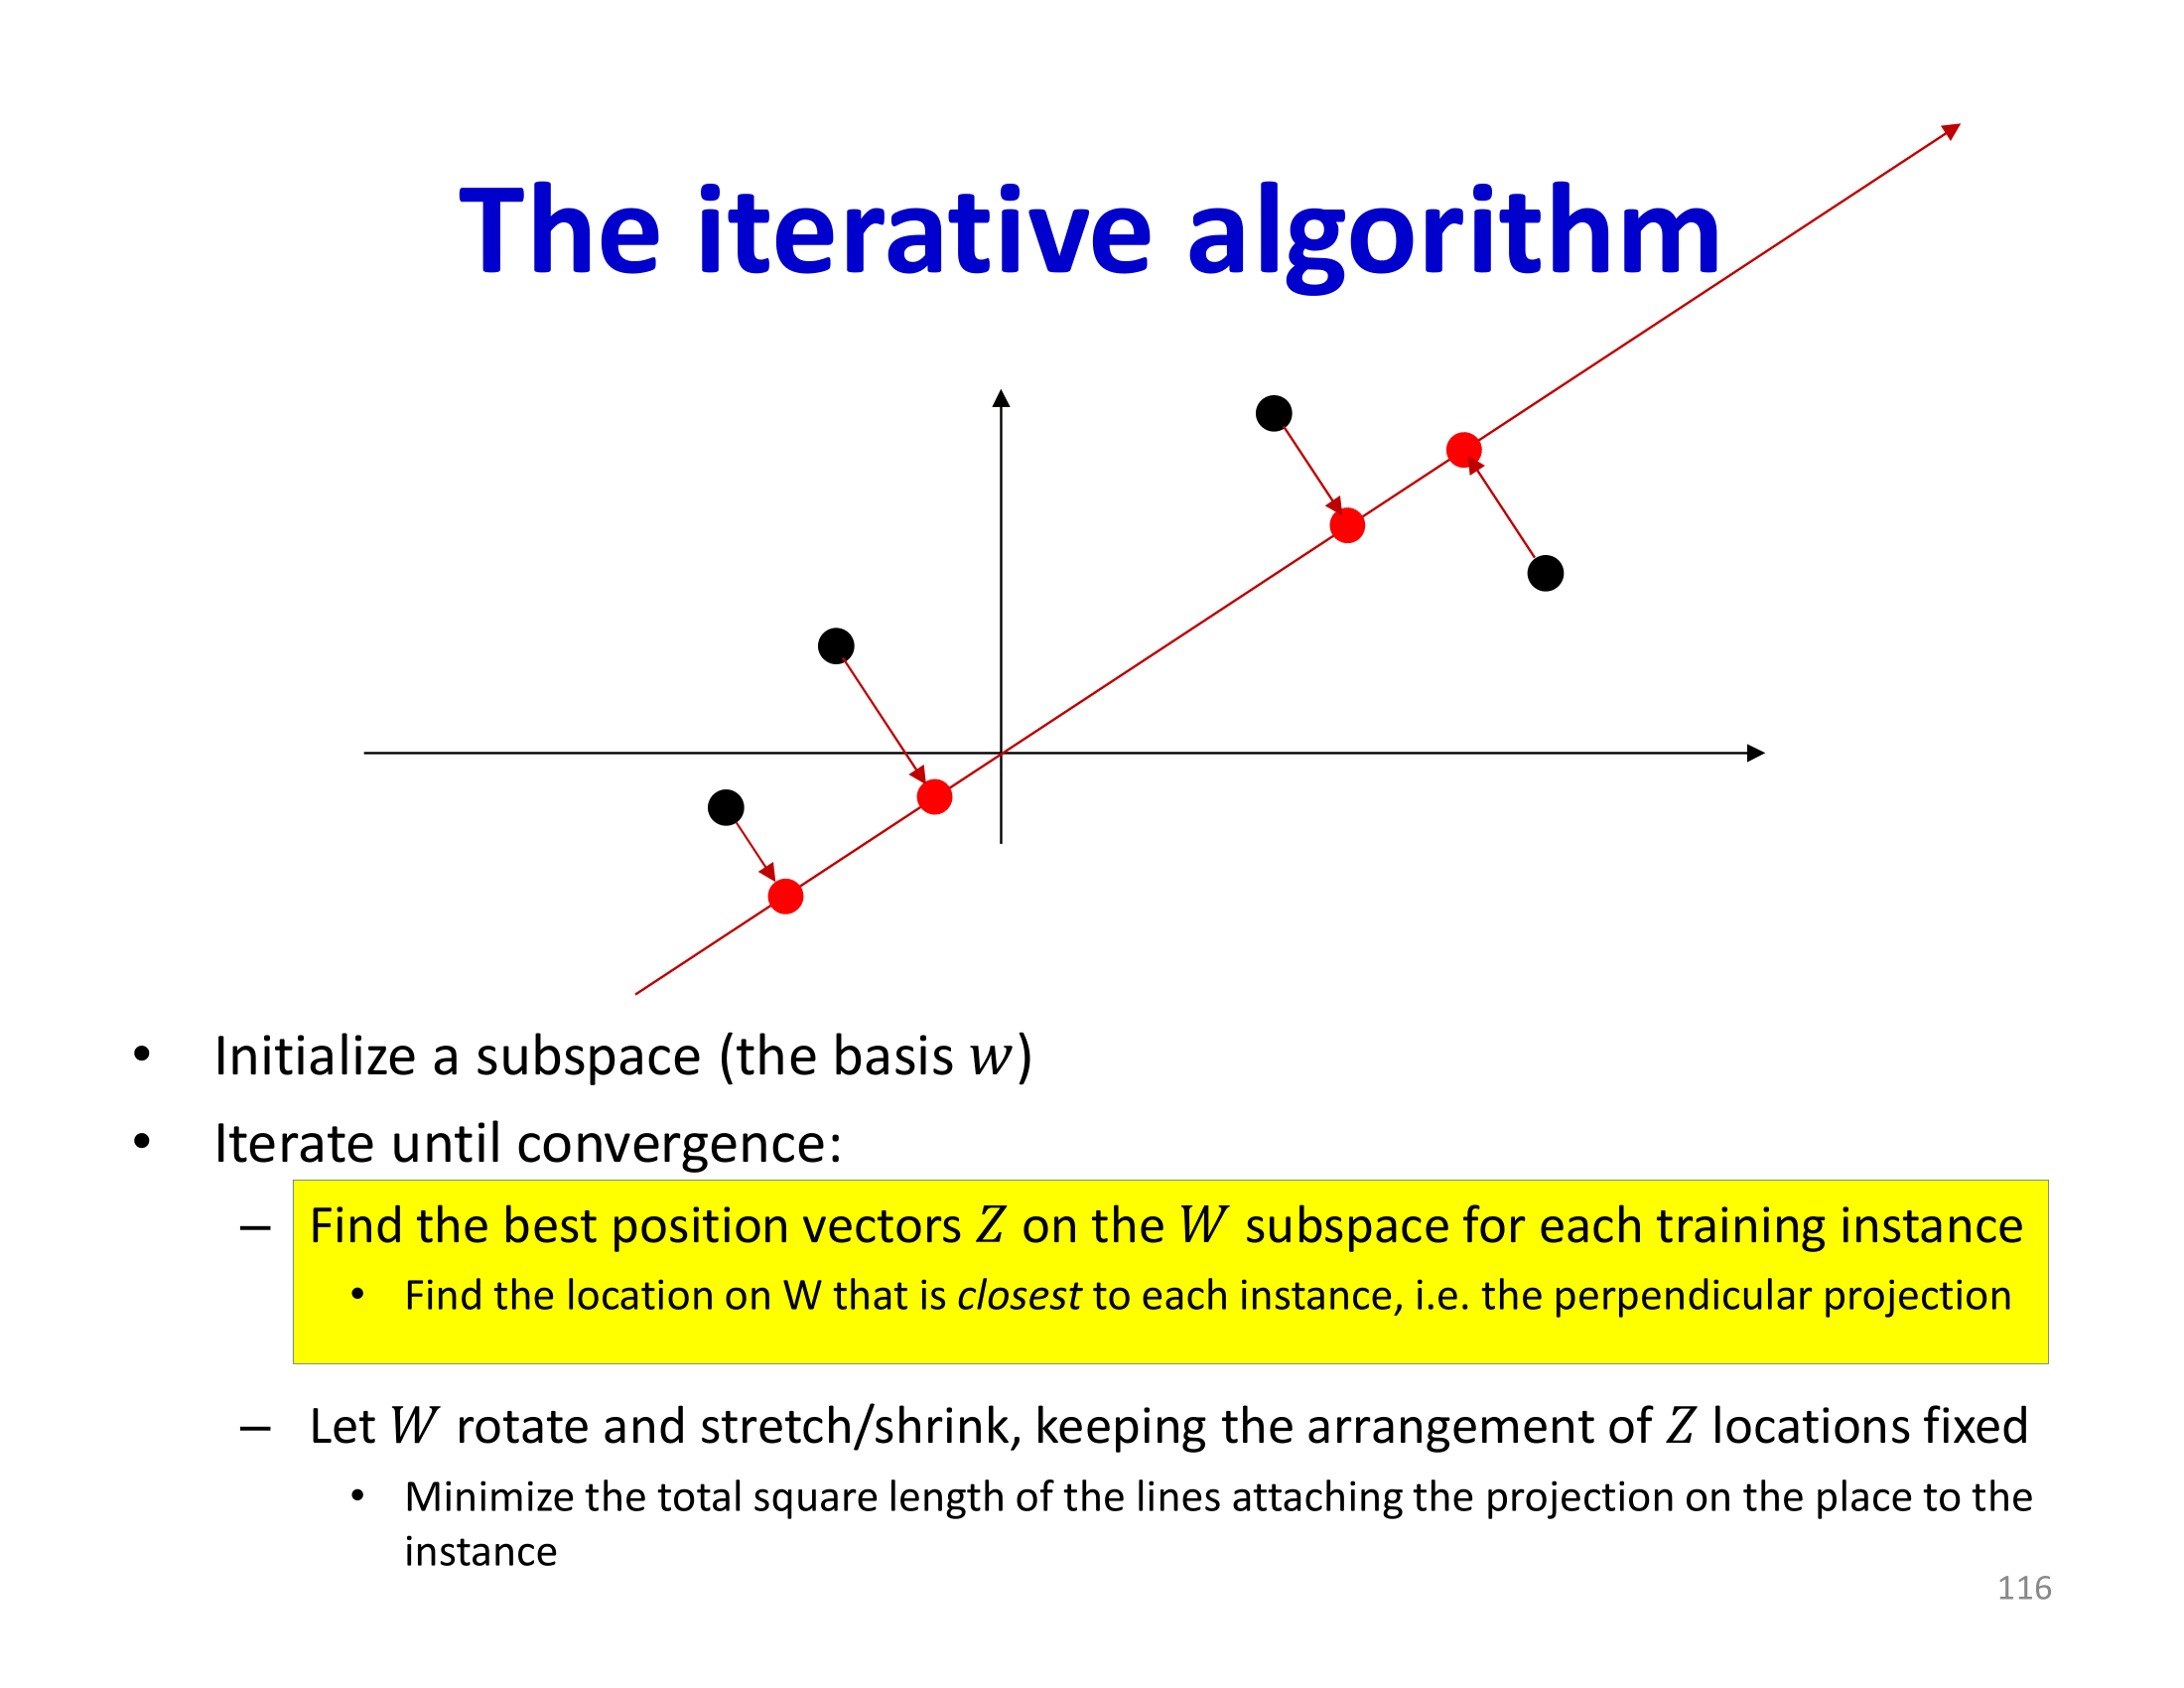 The iterative algorithm
• Initialize a subspace (the basis w)
• Iterate until convergence:
– Find the best position vectors Z on the W subspace for each training instance
• Find the location on W that is closest to each instance, i.e. the perpendicular projection
– Let W rotate and stretch/shrink, keeping the arrangement of Z locations fixed
• Minimize the total square length of the lines attaching the projection on the place to the
instance
116